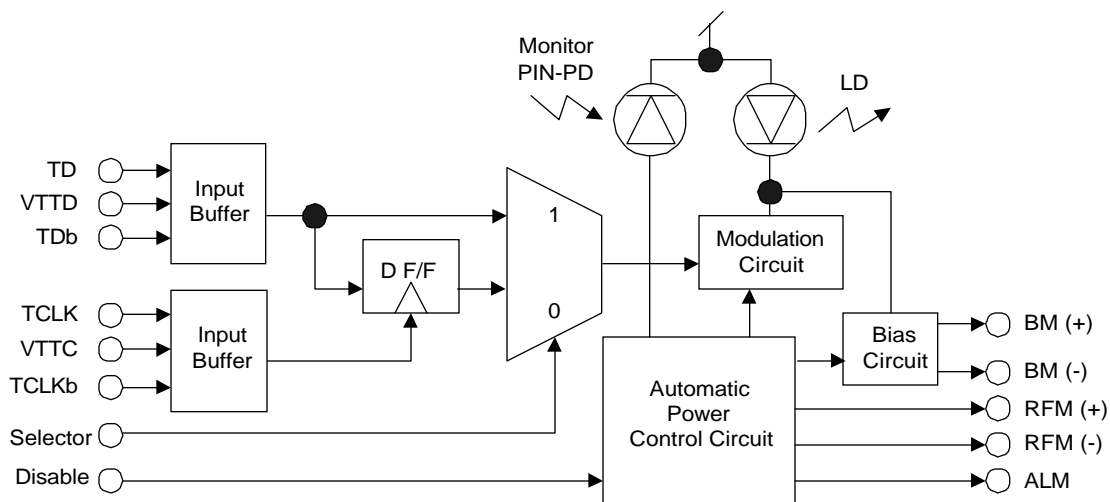 Monitor
PIN-PD
LD
TD
VTTD
TDb
Input
Buffer
1
0
D F/F
Modulation
Circuit
TCLK
VTTC
TCLKb
Input
Buffer
Bias
Circuit
BM (+)
BM (-)
RFM (+)
RFM (-)
ALM
Automatic
Power
Control Circuit
Selector
Disable